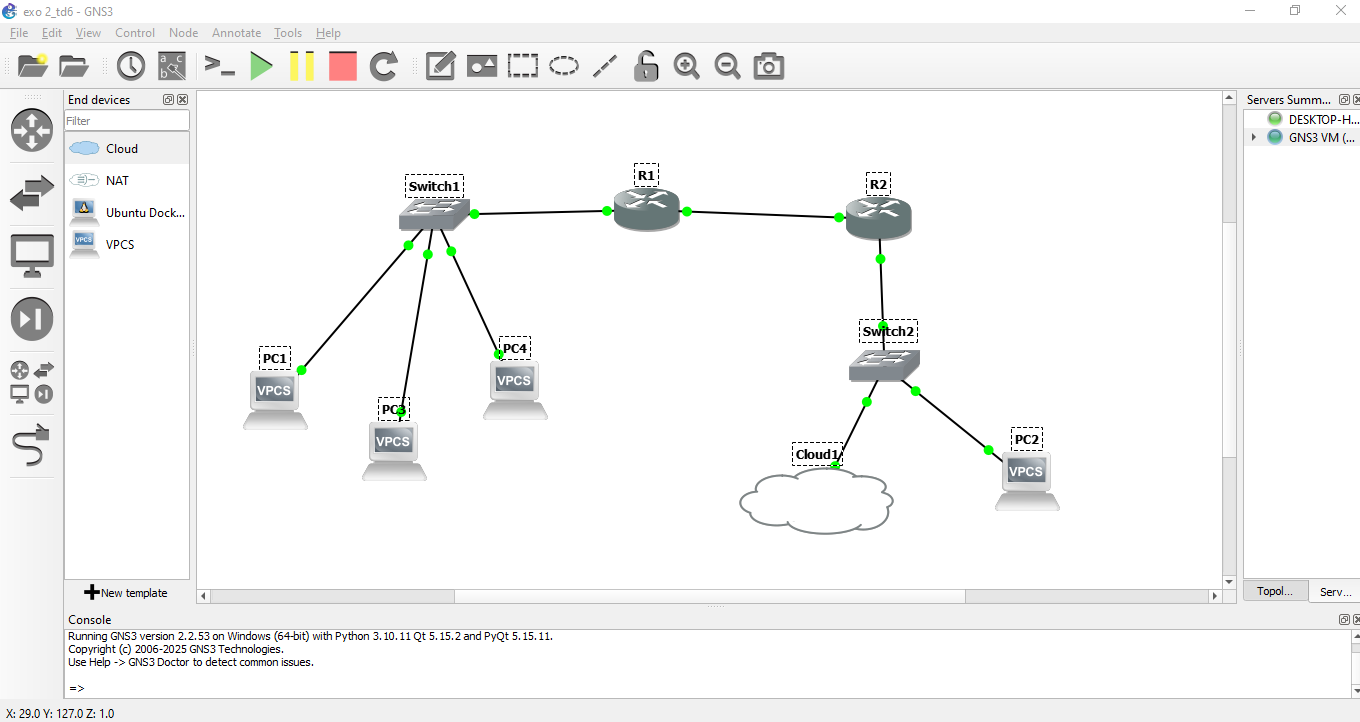 exo 2_td6 - GNS3
File Edit View Control Node Annotate Tools Help
End devices
Filter
Cloud
NAT
Ubuntu Dock...
VPCS
New template
Switch1
R1
R2
PC1
VPCS
PC3
VPCS
PC4
VPCS
Switch2
Cloud1
PC2
VPCS
Servers Summ...
DESKTOP-H...
GNS3 VM (...
Topol...
Serv...
Console
Running GNS3 version 2.2.53 on Windows (64-bit) with Python 3.10.11 Qt 5.15.2 and PyQt 5.15.11.
Copyright (c) 2006-2025 GNS3 Technologies.
Use Help -> GNS3 Doctor to detect common issues.
=>
X: 29.0 Y: 127.0 Z: 1.0